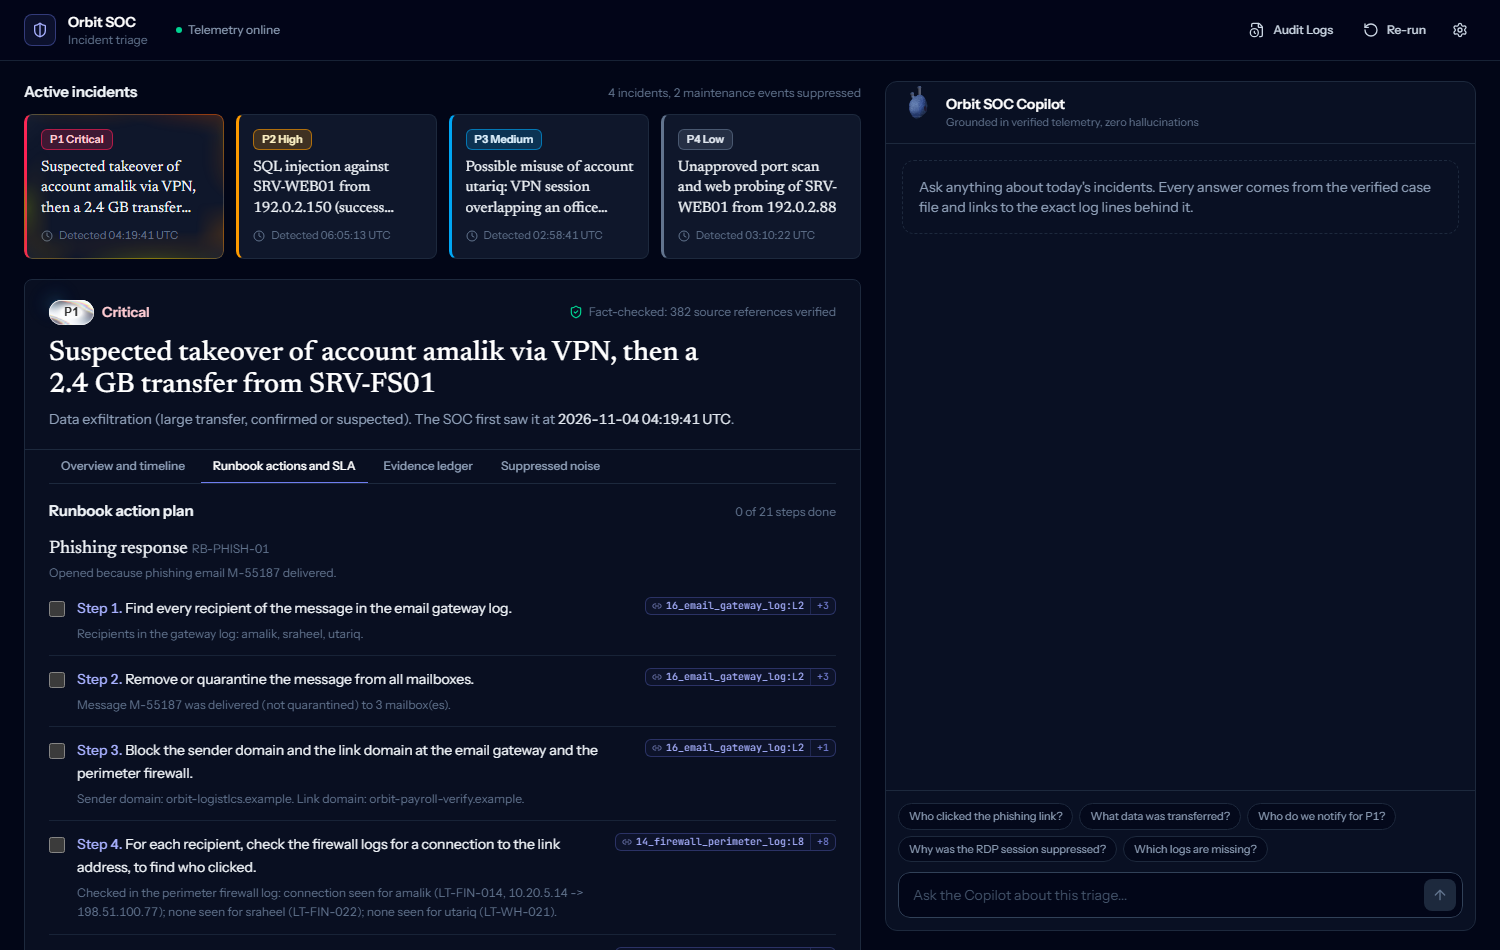 Orbit SOC
Incident triage
Telemetry online
Audit Logs
Re-run
Active incidents
4 incidents, 2 maintenance events suppressed
P1 Critical
Suspected takeover of
account amalik via VPN,
then a 2.4 GB transfer...
Detected 04:19:41 UTC
P2 High
SQL injection against
SRV-WEB01 from
192.0.2.150 (success...
Detected 06:05:13 UTC
P3 Medium
Possible misuse of account
utariq: VPN session
overlapping an office...
Detected 02:58:41 UTC
P4 Low
Unapproved port scan
and web probing of SRV-
WEB01 from 192.0.2.88
Detected 03:10:22 UTC
P1
Critical
Fact-checked: 382 source references verified
Suspected takeover of account amalik via VPN, then a
2.4 GB transfer from SRV-FS01
Data exfiltration (large transfer, confirmed or suspected). The SOC first saw it at 2026-11-04 04:19:41 UTC.
Overview and timeline
Runbook actions and SLA
Evidence ledger
Suppressed noise
Runbook action plan
0 of 21 steps done
Phishing response RB-PHISH-01
Opened because phishing email M-55187 delivered.
Step 1. Find every recipient of the message in the email gateway log.
16_email_gateway_log:L2 +3
Recipients in the gateway log: amalik, sraheel, utariq.
Step 2. Remove or quarantine the message from all mailboxes.
16_email_gateway_log:L2 +3
Message M-55187 was delivered (not quarantined) to 3 mailbox(es).
Step 3. Block the sender domain and the link domain at the email gateway and the
perimeter firewall.
16_email_gateway_log:L2 +1
Sender domain: orbit-logistlcs.example. Link domain: orbit-payroll-verify.example.
Step 4. For each recipient, check the firewall logs for a connection to the link
address, to find who clicked.
14_firewall_perimeter_log:L8 +8
Checked in the perimeter firewall log: connection seen for amalik (LT-FIN-014, 10.20.5.14 ->
198.51.100.77); none seen for sraheel (LT-FIN-022); none seen for utariq (LT-WH-021).
Orbit SOC Copilot
Grounded in verified telemetry, zero hallucinations
Ask anything about today's incidents. Every answer comes from the verified case
file and links to the exact log lines behind it.
Who clicked the phishing link?
What data was transferred?
Who do we notify for P1?
Why was the RDP session suppressed?
Which logs are missing?
Ask the Copilot about this triage...